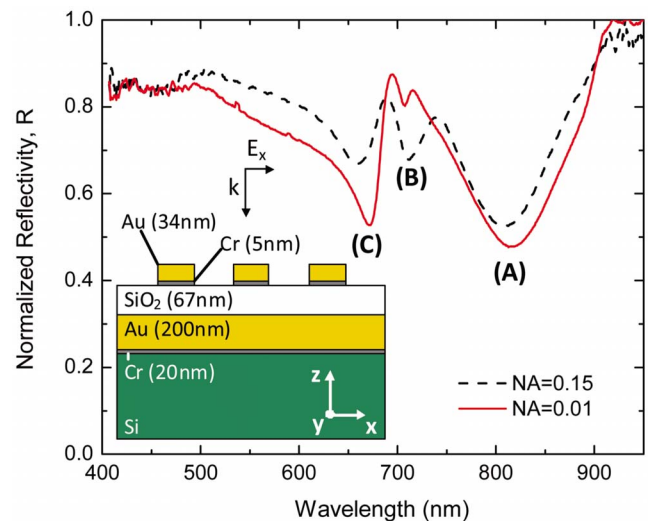 Normalized Reflectivity, R
1.0
0.8
0.6
0.4
0.2
0.0
400 500 600 700 800 900
Wavelength (nm)
(A)
(B)
(C)
Eₓ
k
Au (34nm)
Cr (5nm)
SiO₂ (67nm)
Au (200nm)
Cr (20nm)
Si
z
y
x
NA=0.15
NA=0.01